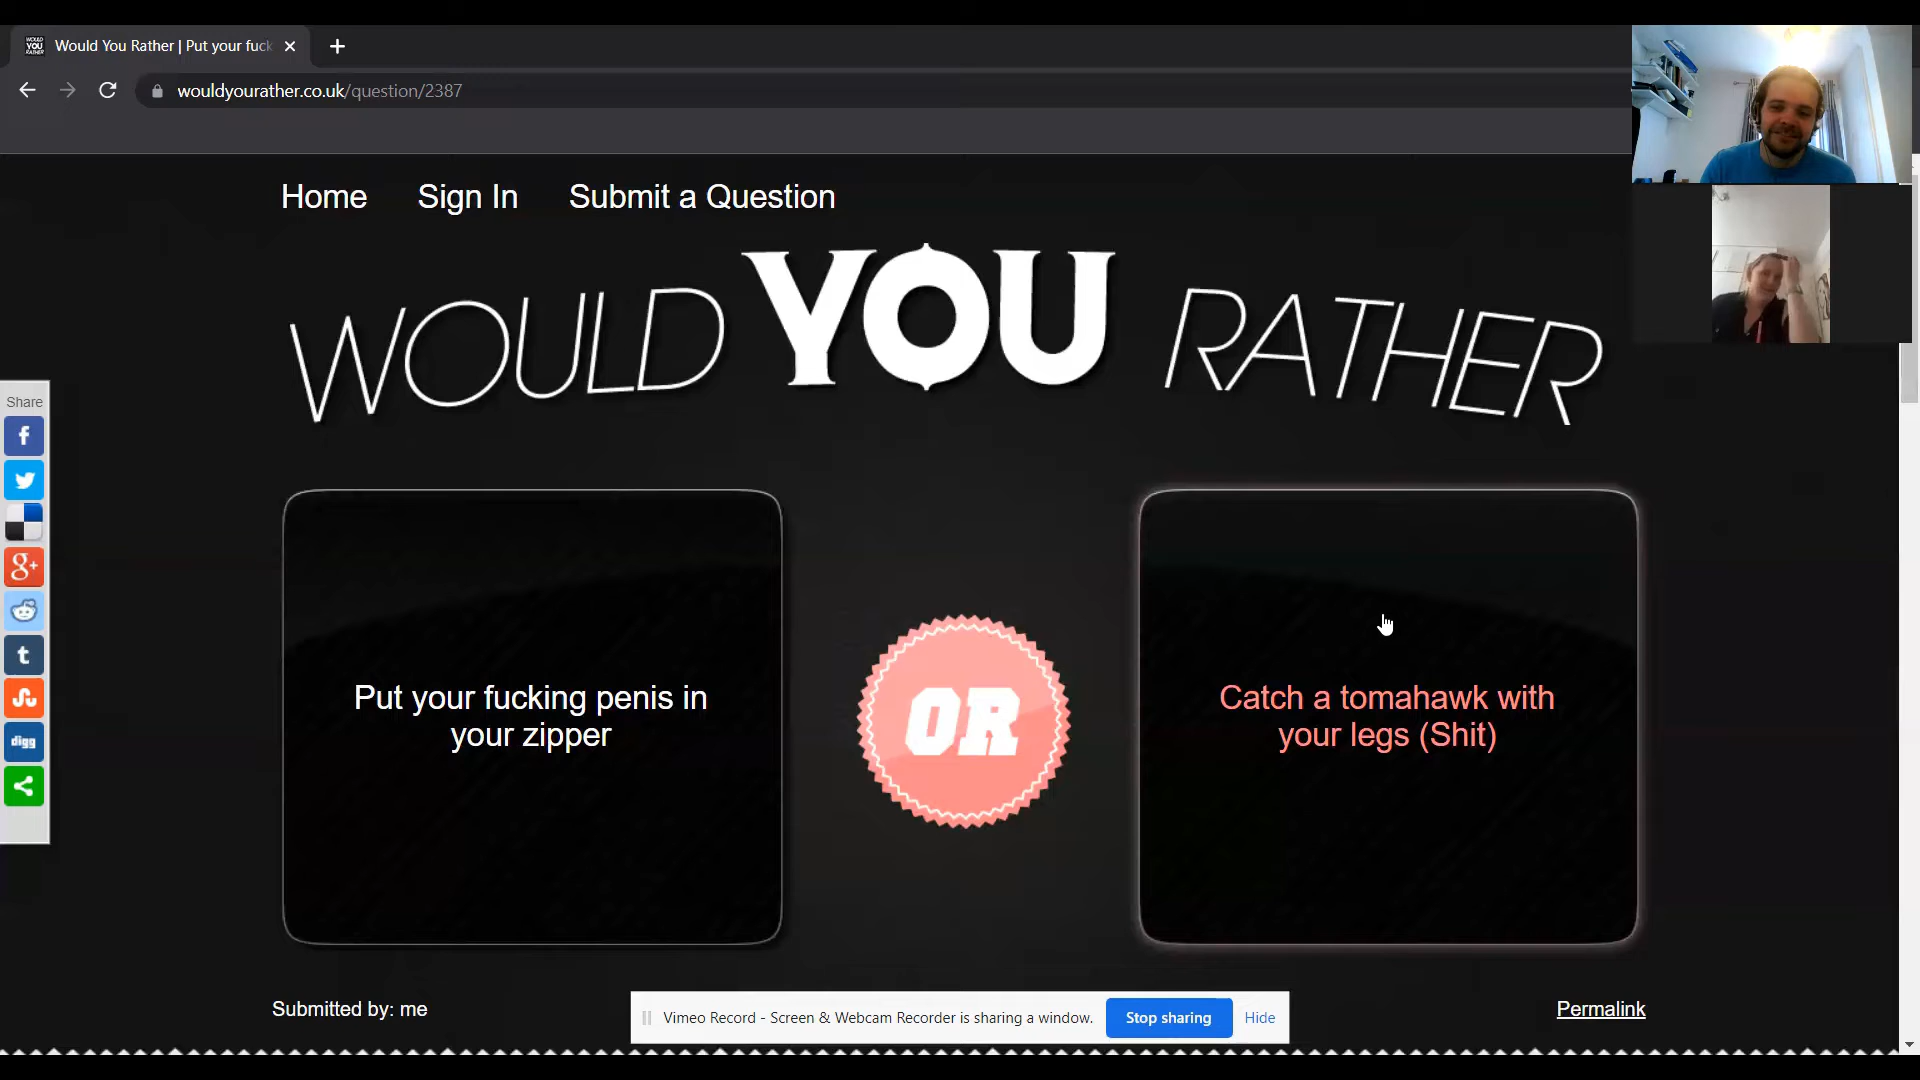 Would You Rather | Put your fuck
wouldyourather.co.uk/question/2387
Home Sign In Submit a Question
WOULD YOU RATHER
Share
f
g+
t
digg
Put your fucking penis in
your zipper
OR
Catch a tomahawk with
your legs (Shit)
Submitted by: me
Permalink
Vimeo Record - Screen & Webcam Recorder is sharing a window.
Stop sharing
Hide